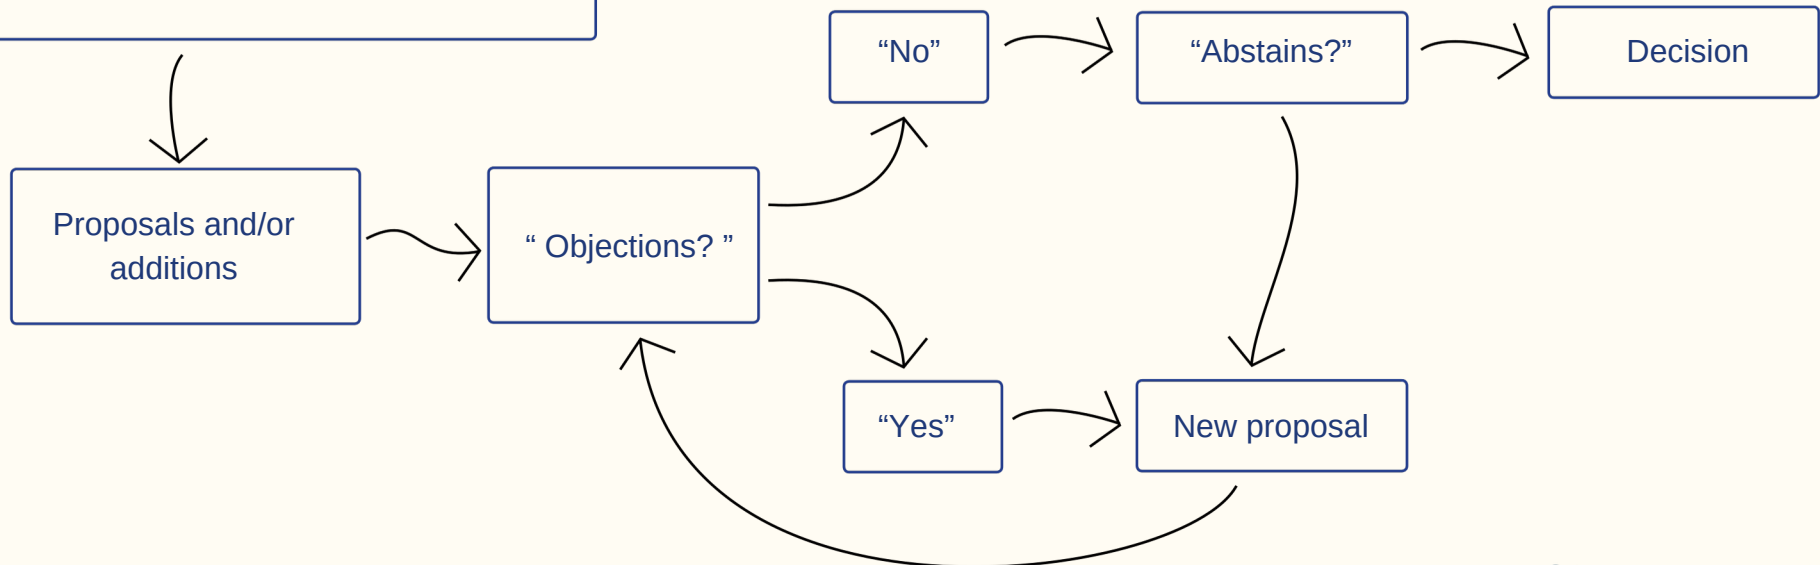 “No”
“Abstains?”
Decision
Proposals and/or
additions
“ Objections? ”
“Yes”
New proposal